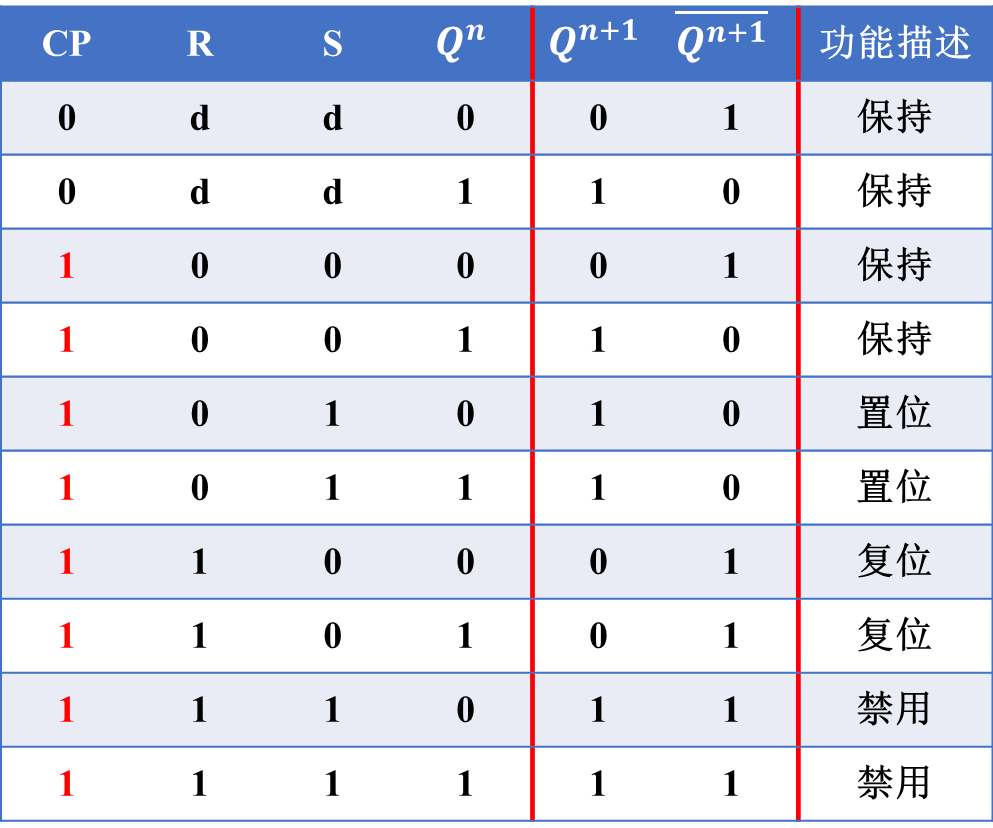 CP R S Qⁿ Qⁿ⁺¹ \overline{Qⁿ⁺¹} 功能描述
0 d d 0 0 1 保持
0 d d 1 1 0 保持
1 0 0 0 0 1 保持
1 0 0 1 1 0 保持
1 0 1 0 1 0 置位
1 0 1 1 1 0 置位
1 1 0 0 0 1 复位
1 1 0 1 0 1 复位
1 1 1 0 1 1 禁用
1 1 1 1 1 1 禁用